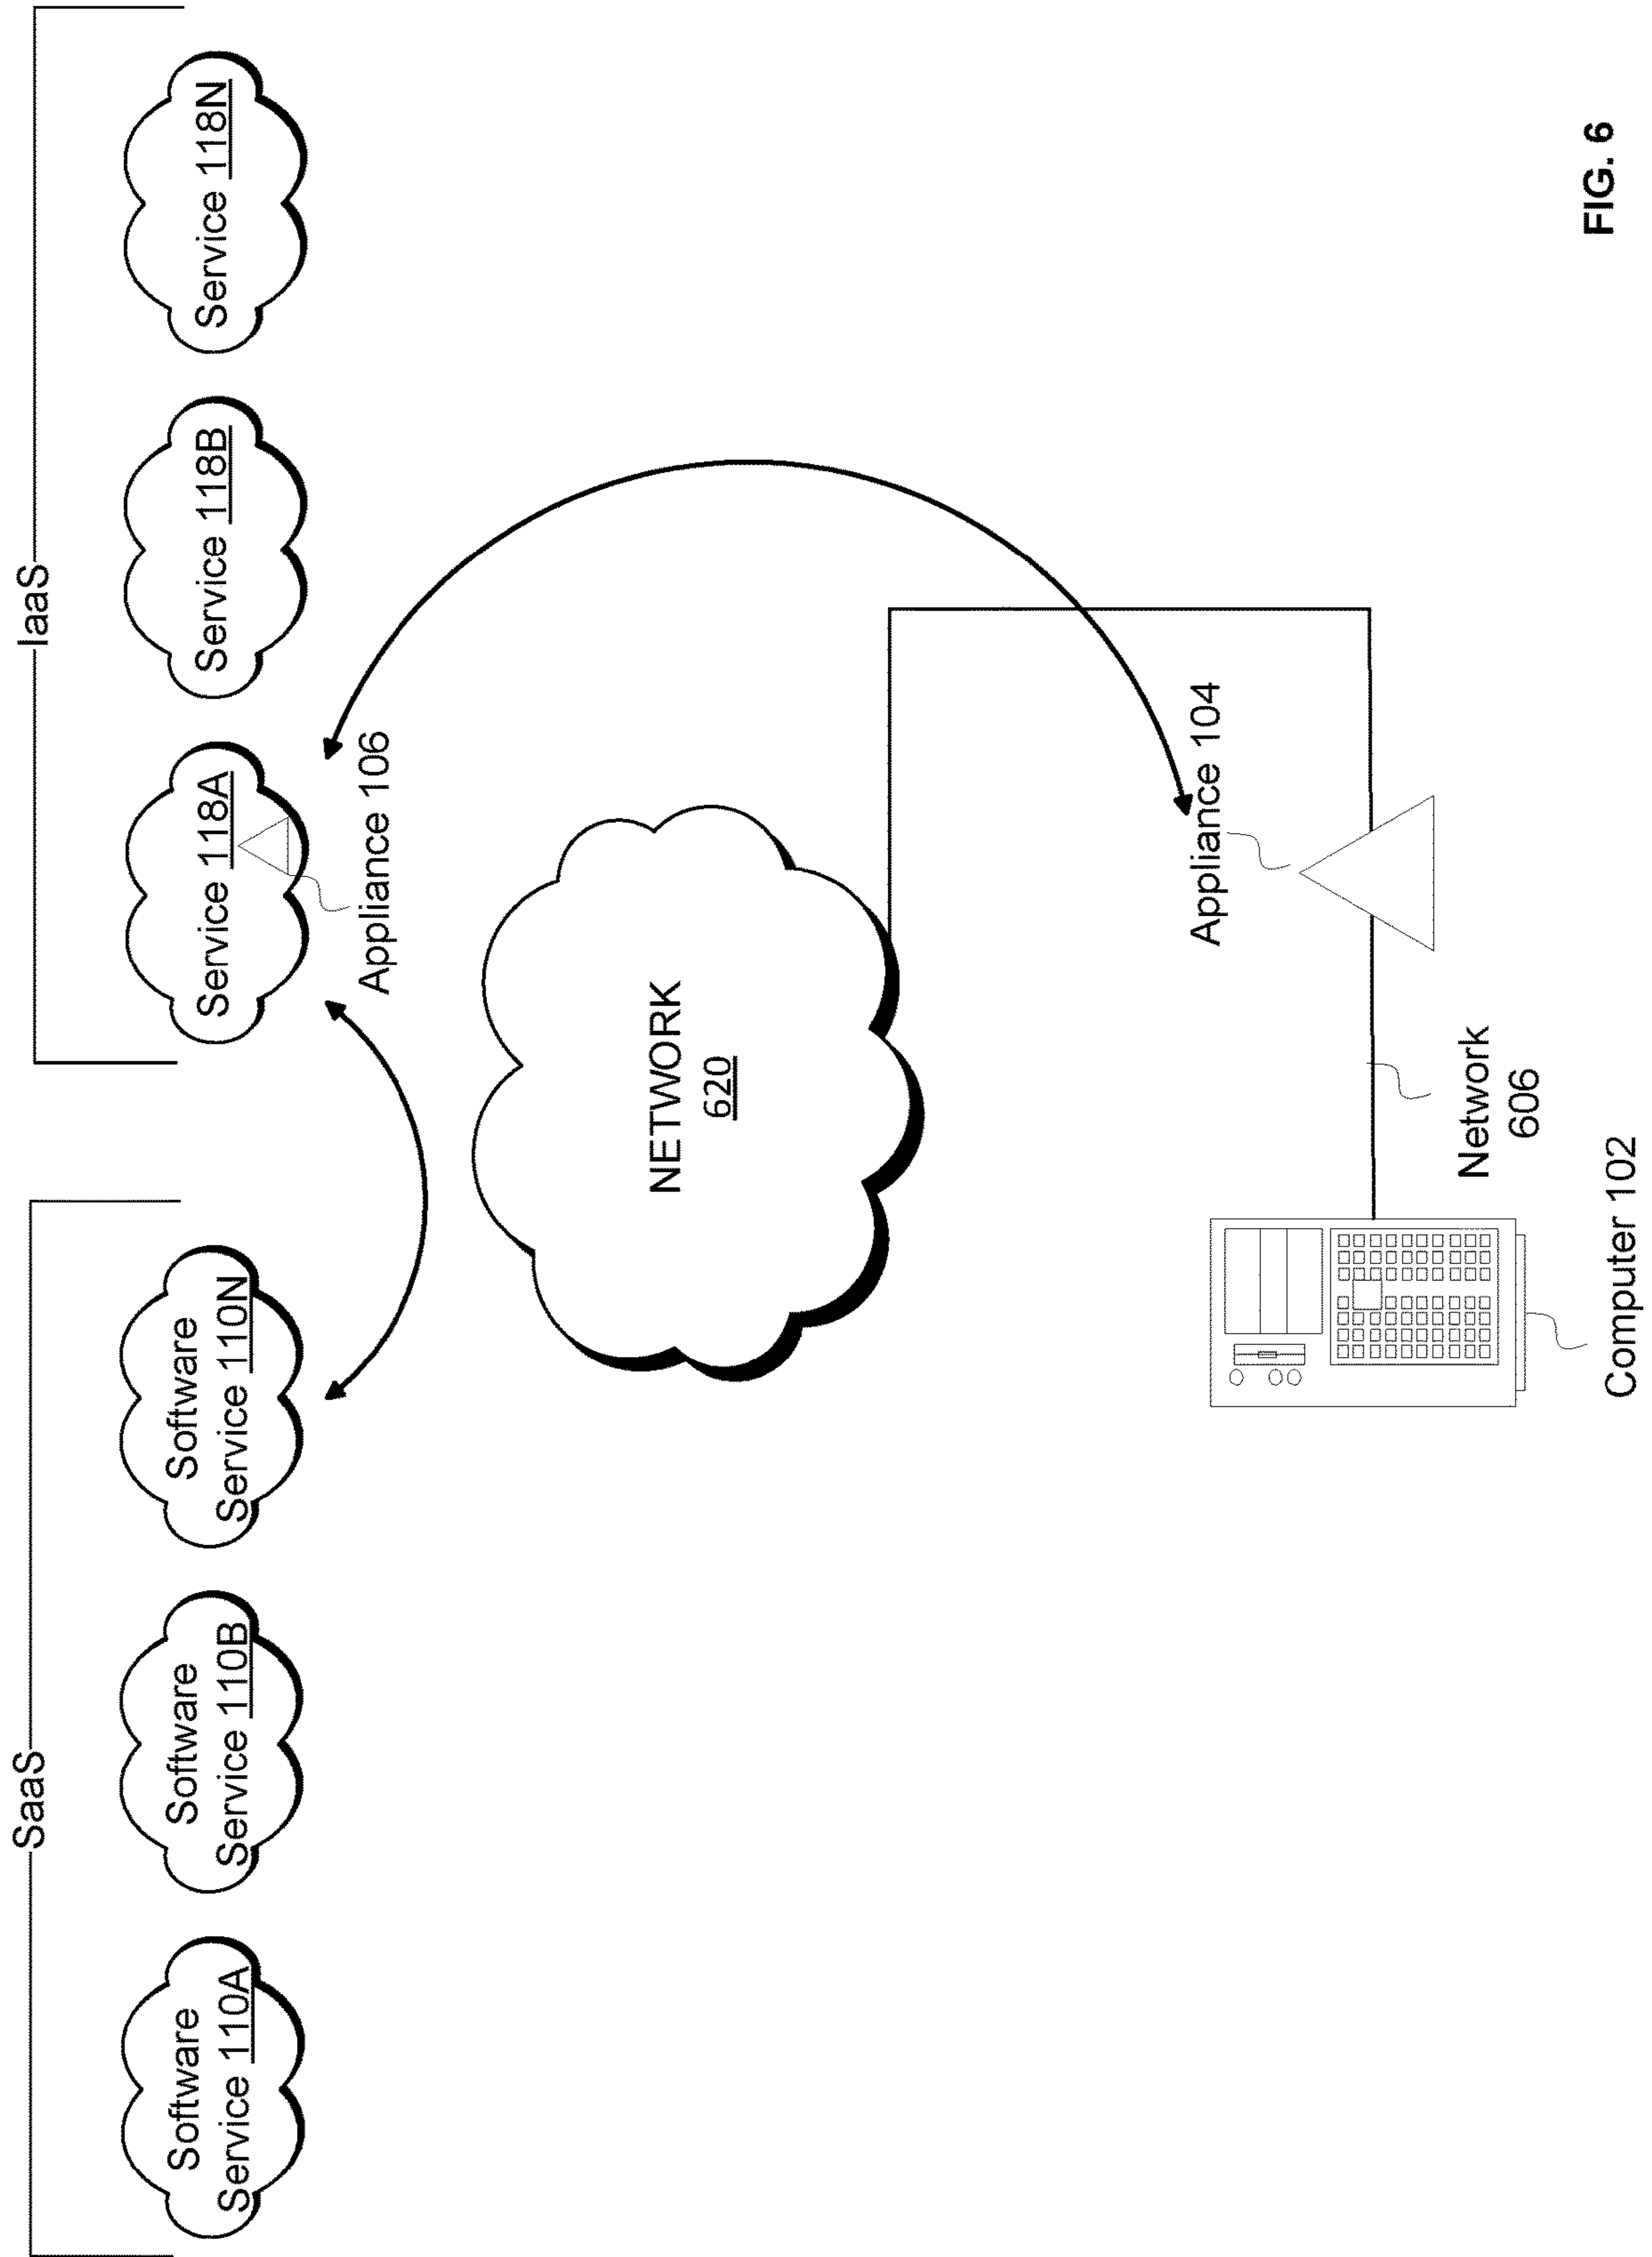 SaaS
IaaS
Software
Service 110A
Software
Service 110B
Software
Service 110N
Service 118A
Service 118B
Service 118N
Appliance 106
NETWORK
620
Appliance 104
Network
606
Computer 102
FIG. 6